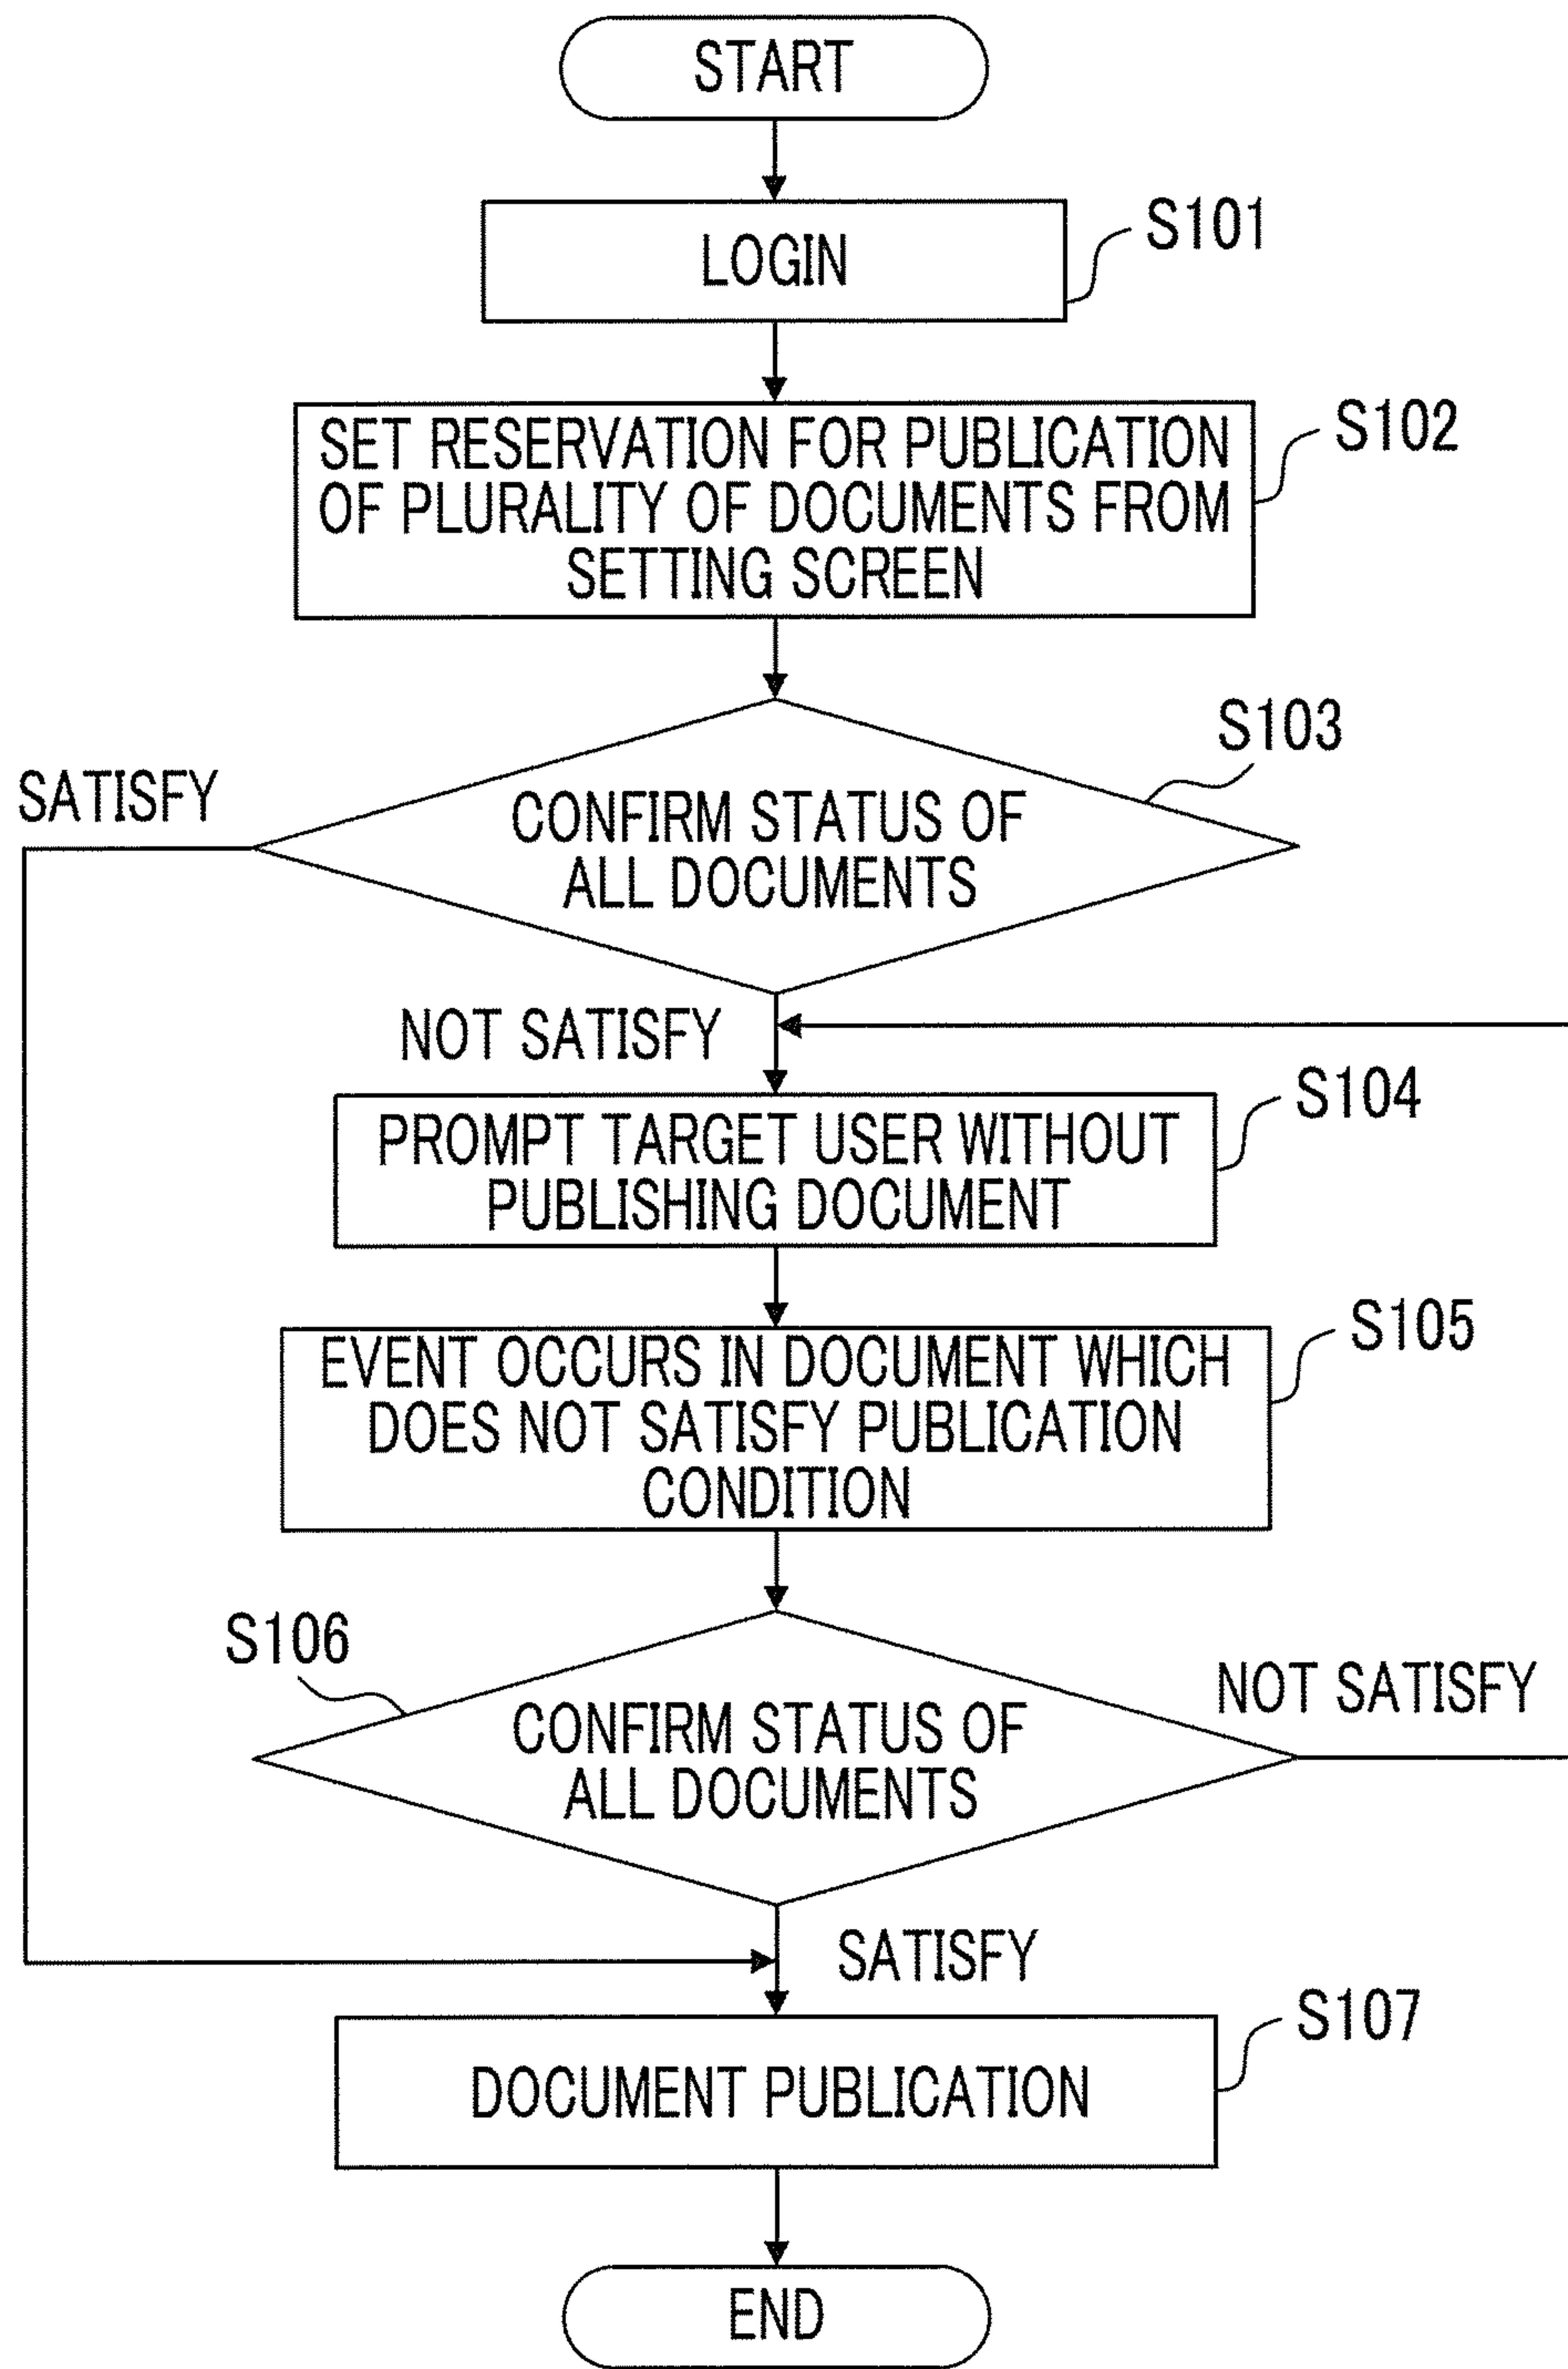 START
LOGIN
S101
SET RESERVATION FOR PUBLICATION
OF PLURALITY OF DOCUMENTS FROM
SETTING SCREEN
S102
S103
SATISFY
CONFIRM STATUS OF
ALL DOCUMENTS
NOT SATISFY
S104
PROMPT TARGET USER WITHOUT
PUBLISHING DOCUMENT
S105
EVENT OCCURS IN DOCUMENT WHICH
DOES NOT SATISFY PUBLICATION
CONDITION
S106
NOT SATISFY
CONFIRM STATUS OF
ALL DOCUMENTS
SATISFY
S107
DOCUMENT PUBLICATION
END